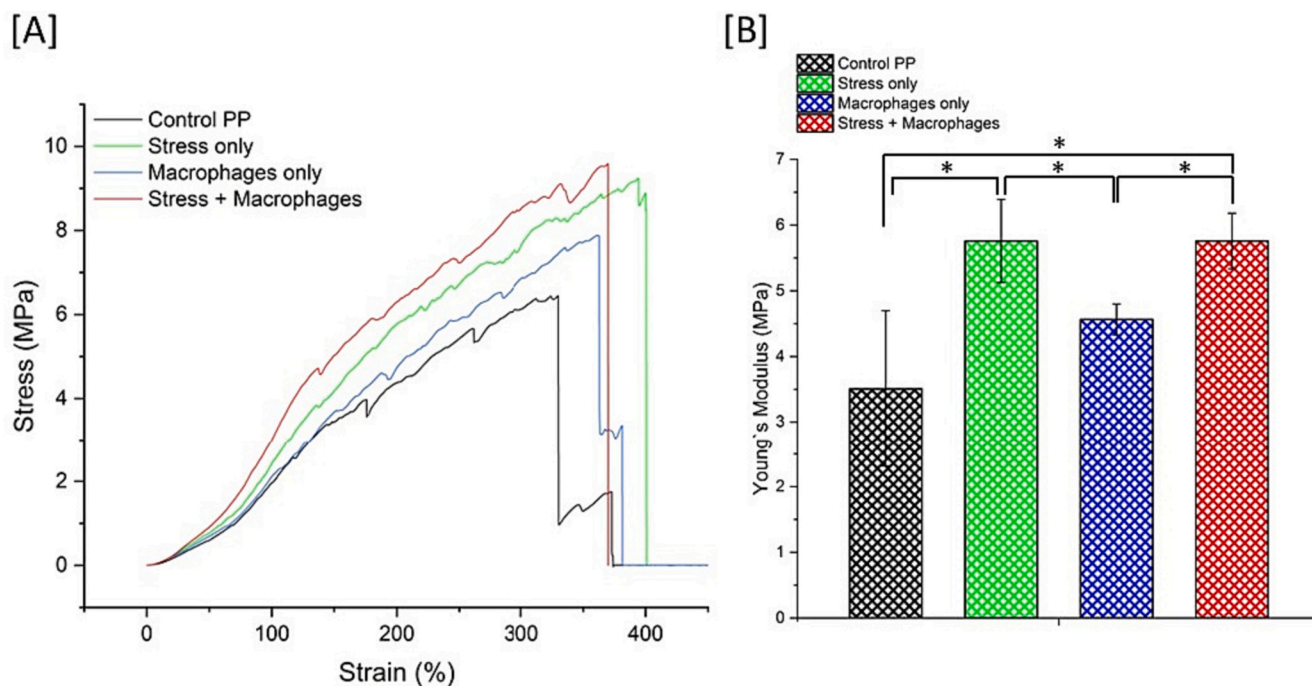 [A]
Control PP
Stress only
Macrophages only
Stress + Macrophages
10
8
6
4
2
0
Stress (MPa)
0 100 200 300 400
Strain (%)
[B]
Control PP
Stress only
Macrophages only
Stress + Macrophages
*
* * *
7
6
5
4
3
2
1
0
Young`s Modulus (MPa)